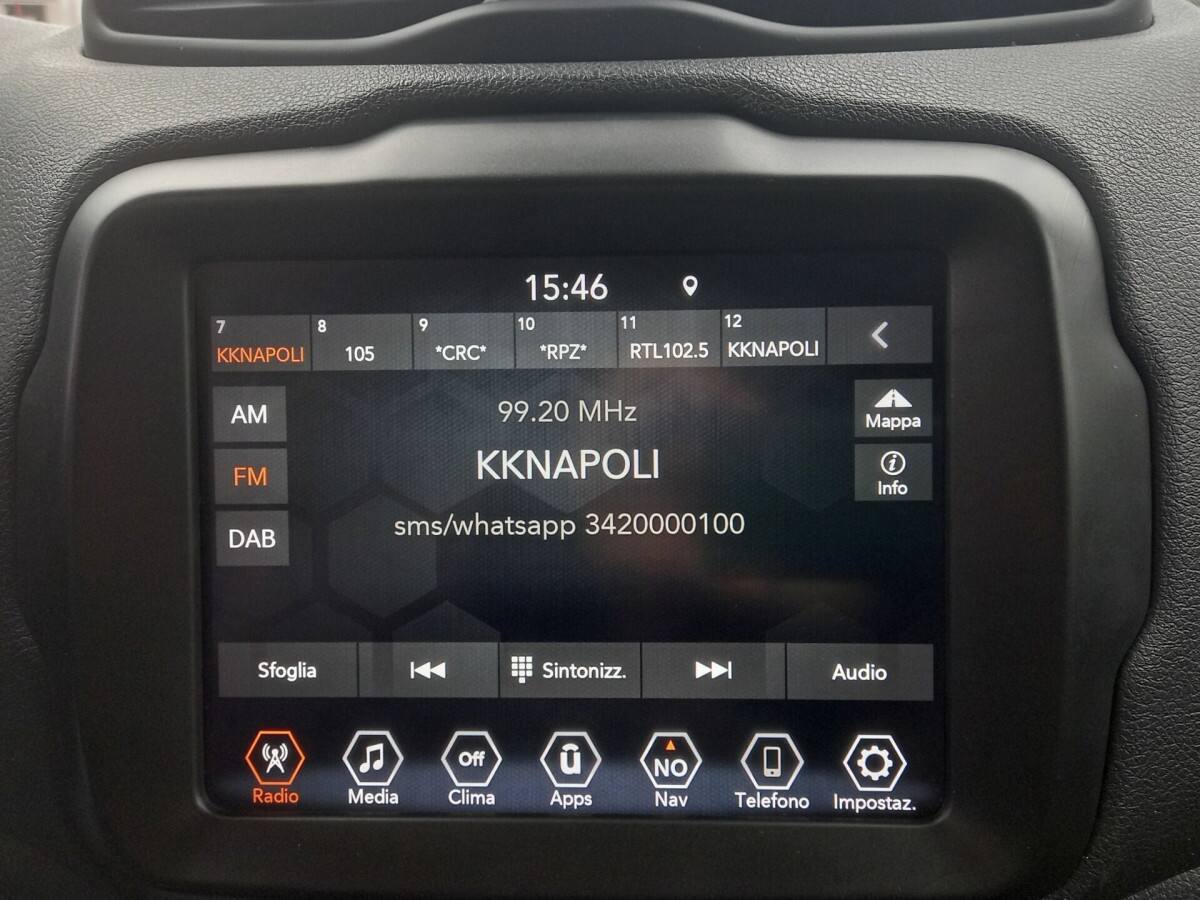 15:46
7 8 9 10 11 12
KKNAPOLI 105 *CRC* *RPZ* RTL102.5 KKNAPOLI
AM
99.20 MHz
Mappa
FM
KKNAPOLI
Info
DAB
sms/whatsapp 3420000100
Sfoglia Sintonizz. Audio
Off NO
Radio Media Clima Apps Nav Telefono Impostaz.